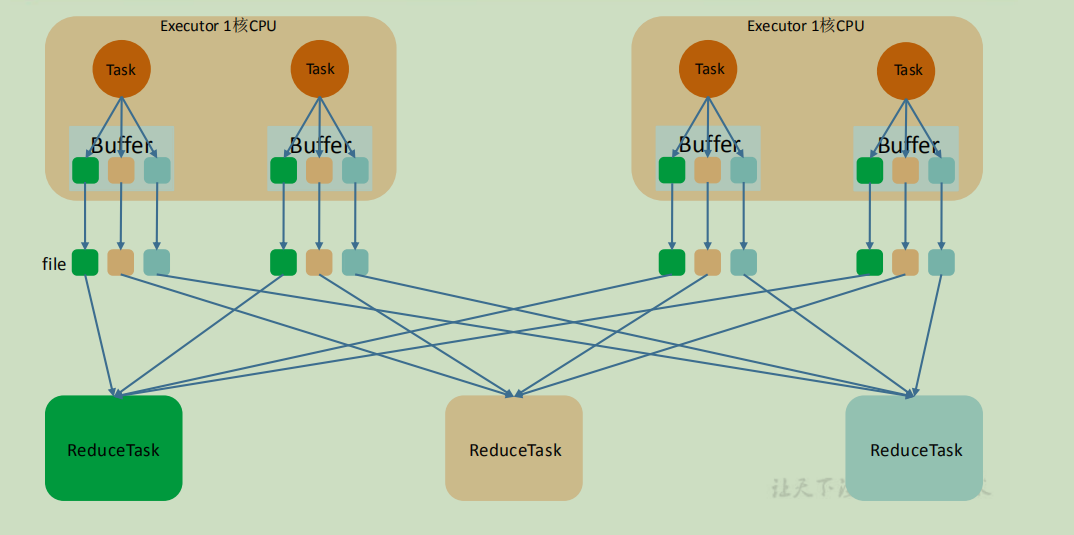 Executor 1核CPU
Executor 1核CPU
Task
Task
Task
Task
Buffer
Buffer
Buffer
Buffer
file
ReduceTask
ReduceTask
ReduceTask
让天下